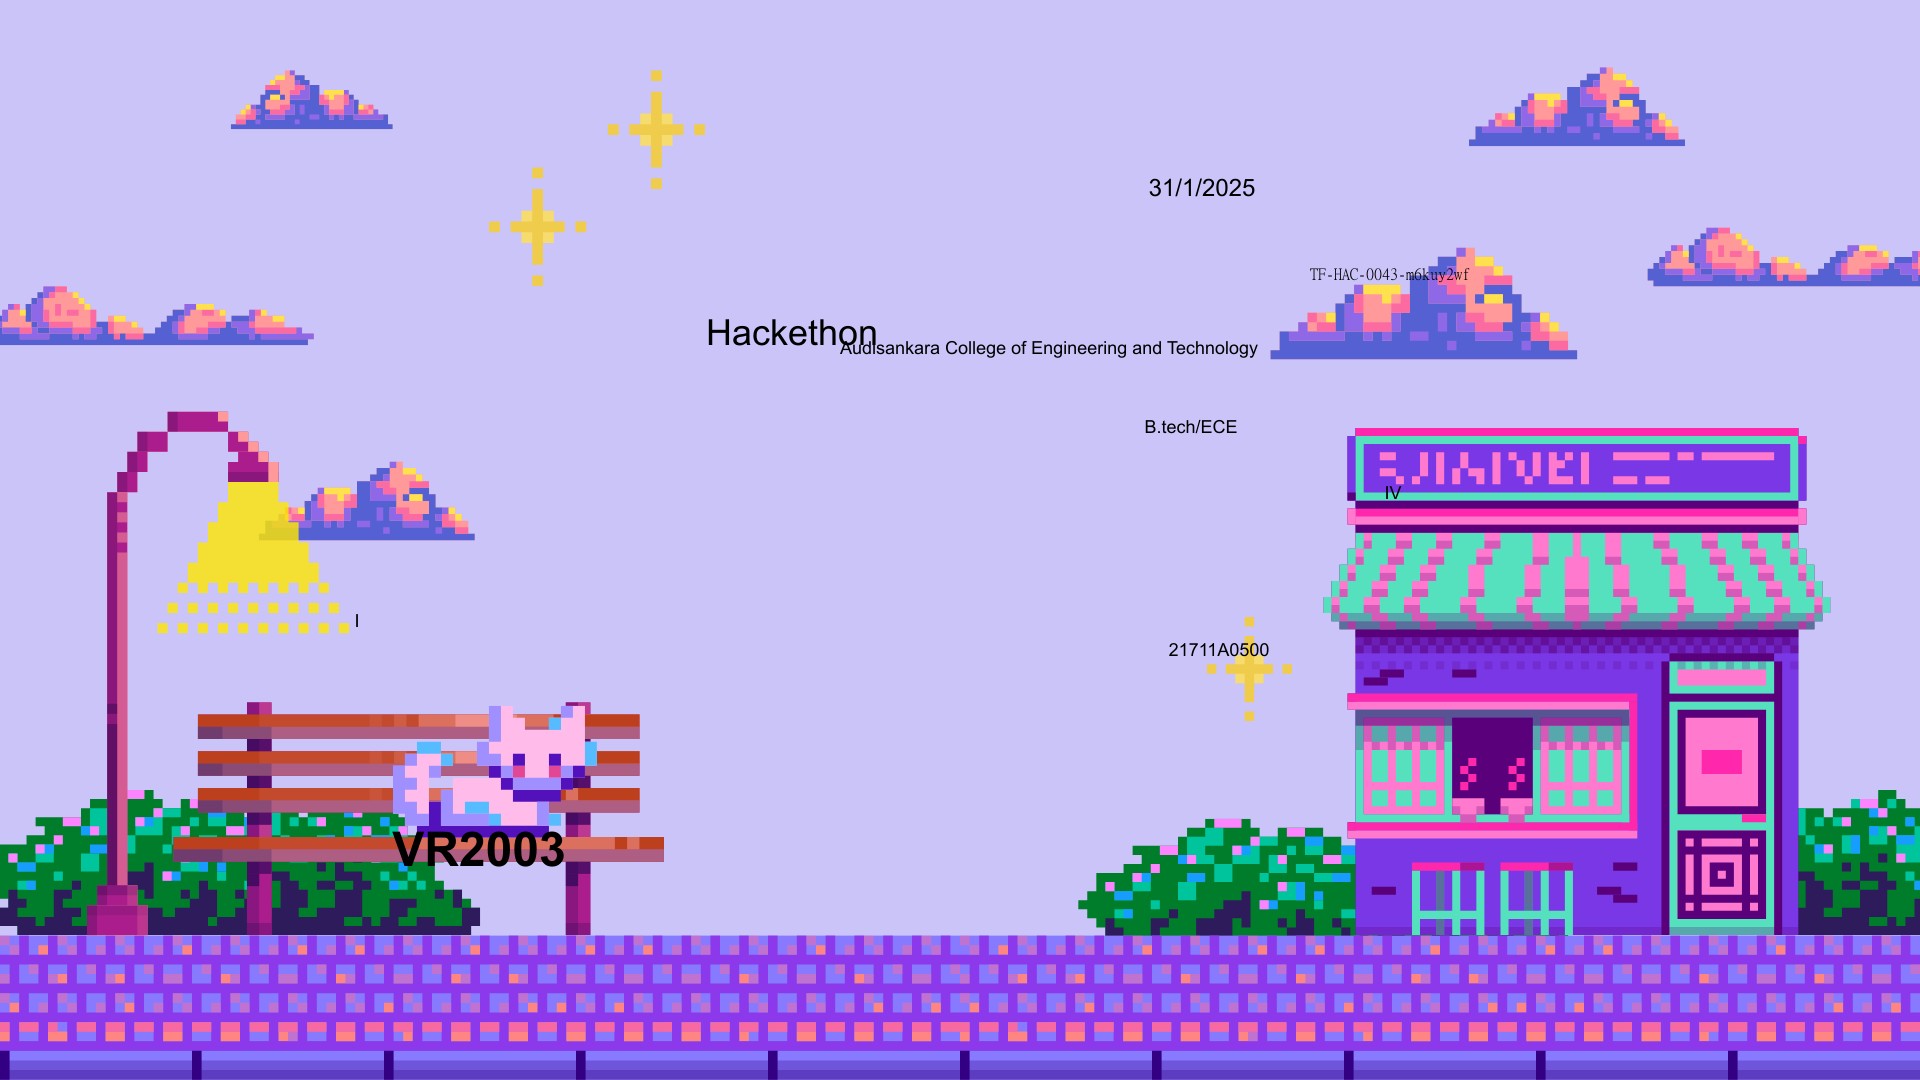 31/1/2025
TF-HAC-0043-m6kuy2wf
Hackethon
Audisankara College of Engineering and Technology
B.tech/ECE
IV
I
21711A0500
VR2003